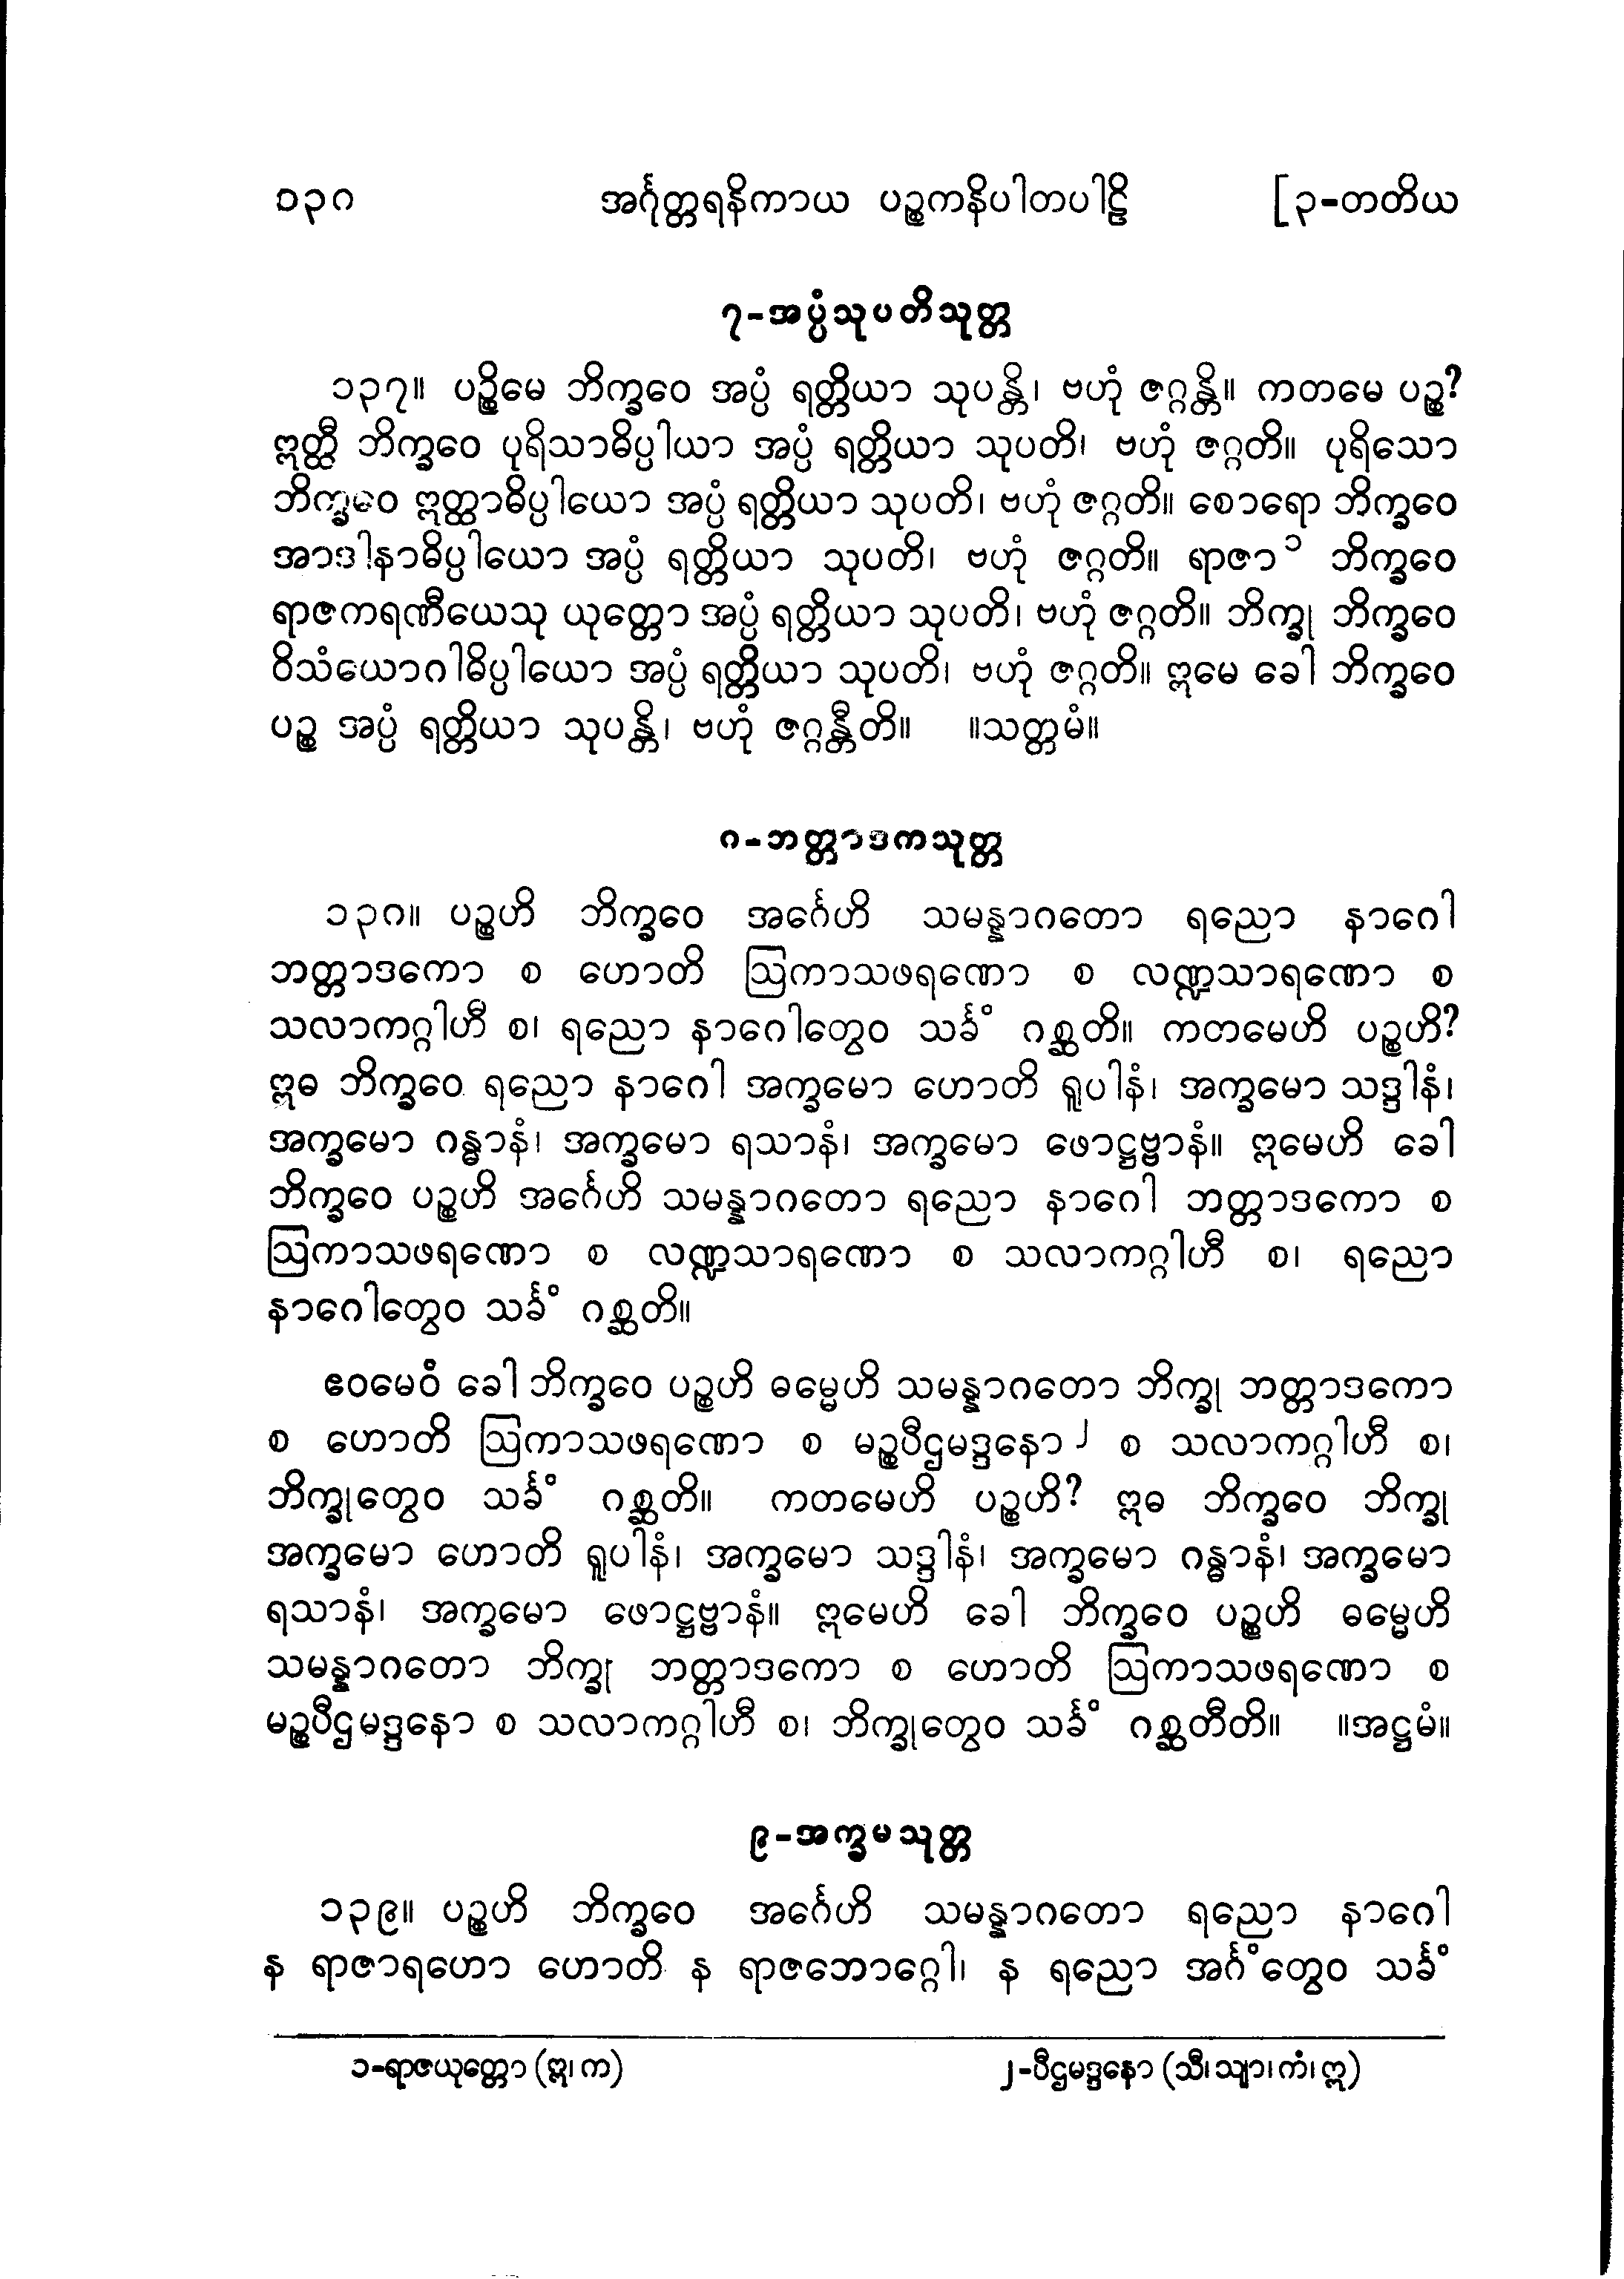 ၁၃၈ အင်္ဂုတ္တရနိကာယ ပဉ္စကနိပါတပါဠိ [၃-တတိယ
၇-အပ္ပံသုပတိသုတ္တ
၁၃၇။ ပဉ္စိမေ ဘိက္ခဝေ အပ္ပံ ရတ္တိယာ သုပန္တိ၊ ဗဟုံ ဇဂ္ဂန္တိ။ ကတမေ ပဉ္စ?
ဣတ္ထီ ဘိက္ခဝေ ပုရိသာဓိပ္ပါယာ အပ္ပံ ရတ္တိယာ သုပတိ၊ ဗဟုံ ဇဂ္ဂတိ။ ပုရိသော
ဘိက္ခဝေ ဣတ္ထာဓိပ္ပါယော အပ္ပံ ရတ္တိယာ သုပတိ၊ ဗဟုံ ဇဂ္ဂတိ။ စောရော ဘိက္ခဝေ
အာဒါနာဓိပ္ပါယော အပ္ပံ ရတ္တိယာ သုပတိ၊ ဗဟုံ ဇဂ္ဂတိ။ ရာဇာ၁ ဘိက္ခဝေ
ရာဇကရဏီယေသု ယုတ္တော အပ္ပံ ရတ္တိယာ သုပတိ၊ ဗဟုံ ဇဂ္ဂတိ။ ဘိက္ခု ဘိက္ခဝေ
ဝိသံယောဂါဓိပ္ပါယော အပ္ပံ ရတ္တိယာ သုပတိ၊ ဗဟုံ ဇဂ္ဂတိ။ ဣမေ ခေါ ဘိက္ခဝေ
ပဉ္စ အပ္ပံ ရတ္တိယာ သုပန္တိ၊ ဗဟုံ ဇဂ္ဂန္တီတိ။ ။သတ္တမံ။
၈-ဘတ္တာဒကသုတ္တ
၁၃၈။ ပဉ္စဟိ ဘိက္ခဝေ အင်္ဂေဟိ သမန္နာဂတော ရညော နာဂေါ
ဘတ္တာဒကော စ ဟောတိ ဩကာသဖရဏော စ လဏ္ဍသာရဏော စ
သလာကဂ္ဂါဟီ စ၊ ရညော နာဂေါတွေဝ သင်္ခံ ဂစ္ဆတိ။ ကတမေဟိ ပဉ္စဟိ?
ဣဓ ဘိက္ခဝေ ရညော နာဂေါ အက္ခမော ဟောတိ ရူပါနံ၊ အက္ခမော သဒ္ဒါနံ၊
အက္ခမော ဂန္ဓာနံ၊ အက္ခမော ရသာနံ၊ အက္ခမော ဖောဋ္ဌဗ္ဗာနံ။ ဣမေဟိ ခေါ
ဘိက္ခဝေ ပဉ္စဟိ အင်္ဂေဟိ သမန္နာဂတော ရညော နာဂေါ ဘတ္တာဒကော စ
ဩကာသဖရဏော စ လဏ္ဍသာရဏော စ သလာကဂ္ဂါဟီ စ၊ ရညော
နာဂေါတွေဝ သင်္ခံ ဂစ္ဆတိ။
ဧဝမေဝံ ခေါ ဘိက္ခဝေ ပဉ္စဟိ ဓမ္မေဟိ သမန္နာဂတော ဘိက္ခု ဘတ္တာဒကော
စ ဟောတိ ဩကာသဖရဏော စ မဉ္စပီဌမဒ္ဒနော၂ စ သလာကဂ္ဂါဟီ စ၊
ဘိက္ခုတွေဝ သင်္ခံ ဂစ္ဆတိ။ ကတမေဟိ ပဉ္စဟိ? ဣဓ ဘိက္ခဝေ ဘိက္ခု
အက္ခမော ဟောတိ ရူပါနံ၊ အက္ခမော သဒ္ဒါနံ၊ အက္ခမော ဂန္ဓာနံ၊ အက္ခမော
ရသာနံ၊ အက္ခမော ဖောဋ္ဌဗ္ဗာနံ။ ဣမေဟိ ခေါ ဘိက္ခဝေ ပဉ္စဟိ ဓမ္မေဟိ
သမန္နာဂတော ဘိက္ခု ဘတ္တာဒကော စ ဟောတိ ဩကာသဖရဏော စ
မဉ္စပီဌမဒ္ဒနော စ သလာကဂ္ဂါဟီ စ၊ ဘိက္ခုတွေဝ သင်္ခံ ဂစ္ဆတီတိ။ ။အဋ္ဌမံ။
၉-အက္ခမသုတ္တ
၁၃၉။ ပဉ္စဟိ ဘိက္ခဝေ အင်္ဂေဟိ သမန္နာဂတော ရညော နာဂေါ
န ရာဇာရဟော ဟောတိ န ရာဇဘောဂ္ဂေါ၊ န ရညော အင်္ဂံတွေဝ သင်္ခံ
၁-ရာဇယုတ္တော (ဣ၊ က) ၂-ပီဌမဒ္ဒနော (သီ၊ သျာ၊ ကံ၊ ဣ)